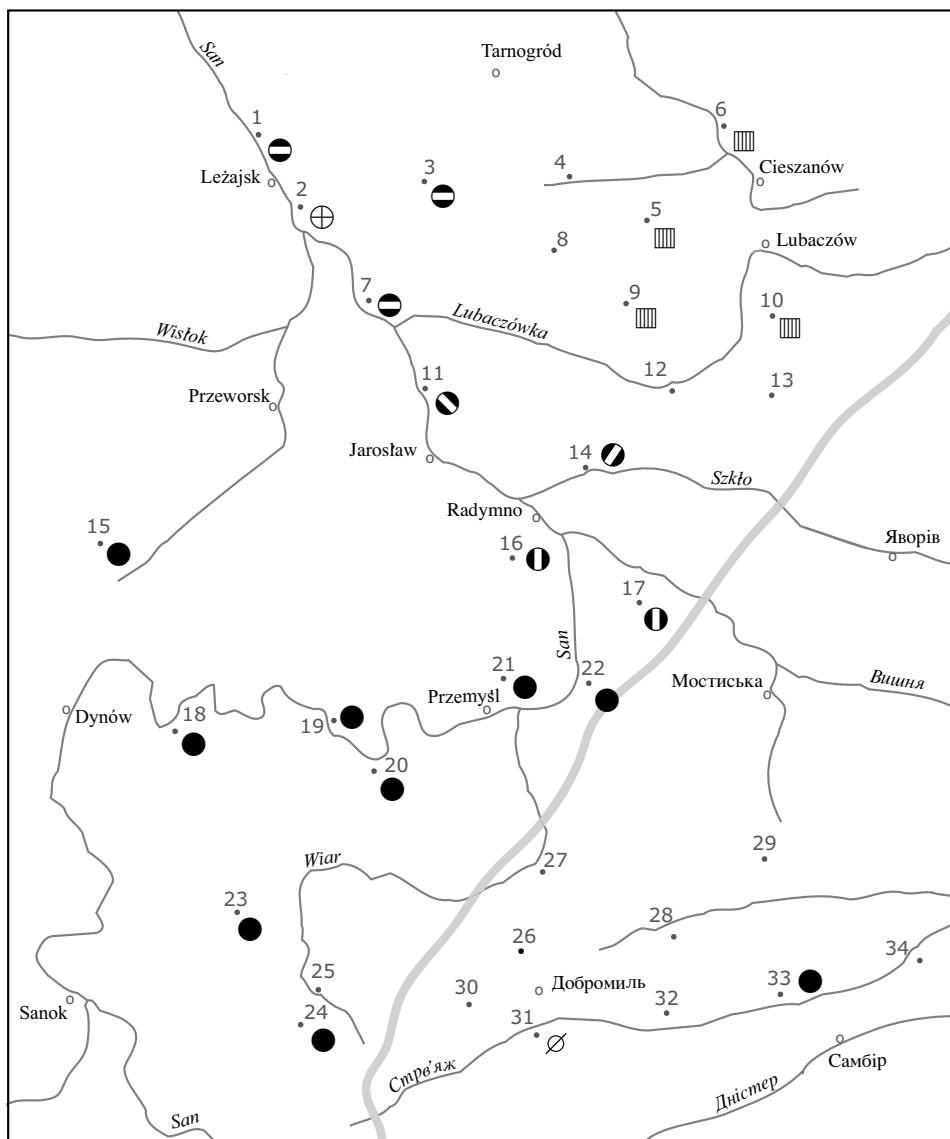 San
Tarnogród
1
6
Leżajsk
3
4
Cieszanów
2
5
8
Lubaczów
7
9
10
Lubaczówka
Wisłok
11
12
13
Przeworsk
Jarosław
14
Szkło
Radymno
15
16
Яворів
17
San
21
22
Przemyśl
Мостиська
Вишня
Dynów
18
19
20
Wiar
27
29
23
26
28
25
30
Добромиль
33
34
Sanok
24
31
32
Стрв'яж
Самбір
Дністер
San